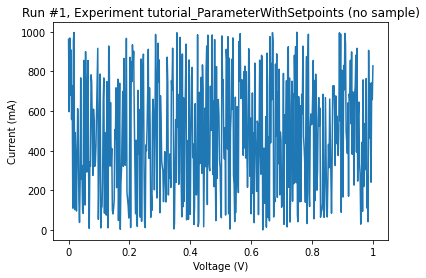 Run #1, Experiment tutorial_ParameterWithSetpoints (no sample)
1000
800
600
400
200
0
Current (mA)
0 0.2 0.4 0.6 0.8 1
Voltage (V)